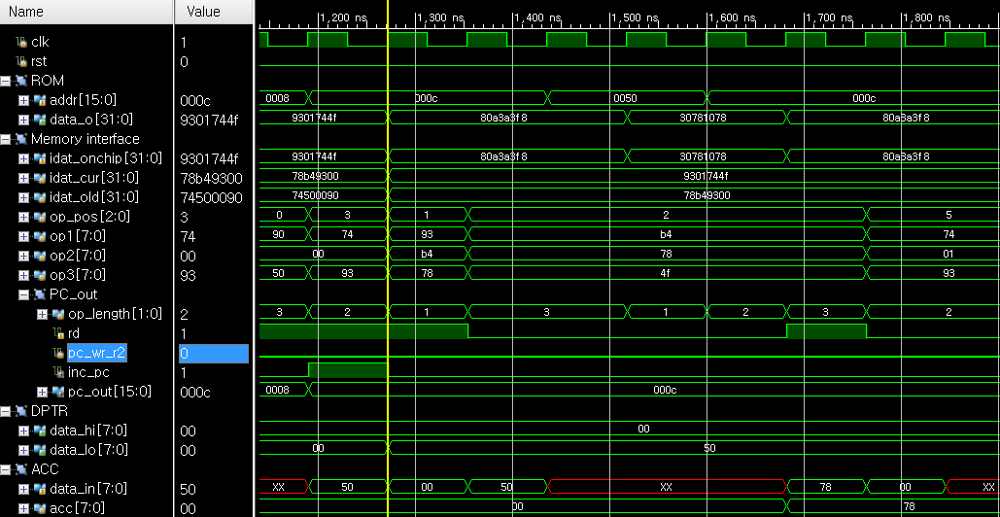 Name Value 1,200 ns 1,300 ns 1,400 ns 1,500 ns 1,600 ns 1,700 ns 1,800 ns
clk 1
rst 0
ROM
addr[15:0] 000c 0008 000c 0050 000c
data_o[31:0] 9301744f 9301744f 80a3a3f8 30781078 80a3a3f8
Memory interface
idat_onchip[31:0] 9301744f 9301744f 80a3a3f8 30781078 80a3a3f8
idat_cur[31:0] 78b49300 78b49300 9301744f
idat_old[31:0] 74500090 74500090 78b49300
op_pos[2:0] 3 0 3 1 2 5
op1[7:0] 74 90 74 93 b4 74
op2[7:0] 00 00 b4 78 01
op3[7:0] 93 50 93 78 4f 93
PC_out
op_length[1:0] 2 3 2 1 3 1 2 3 2
rd 1
pc_wr_r2 0
inc_pc 1
pc_out[15:0] 000c 0008 000c
DPTR
data_hi[7:0] 00 00
data_lo[7:0] 00 00 50
ACC
data_in[7:0] 50 XX 50 00 50 XX 78 00 XX
acc[7:0] 00 00 78